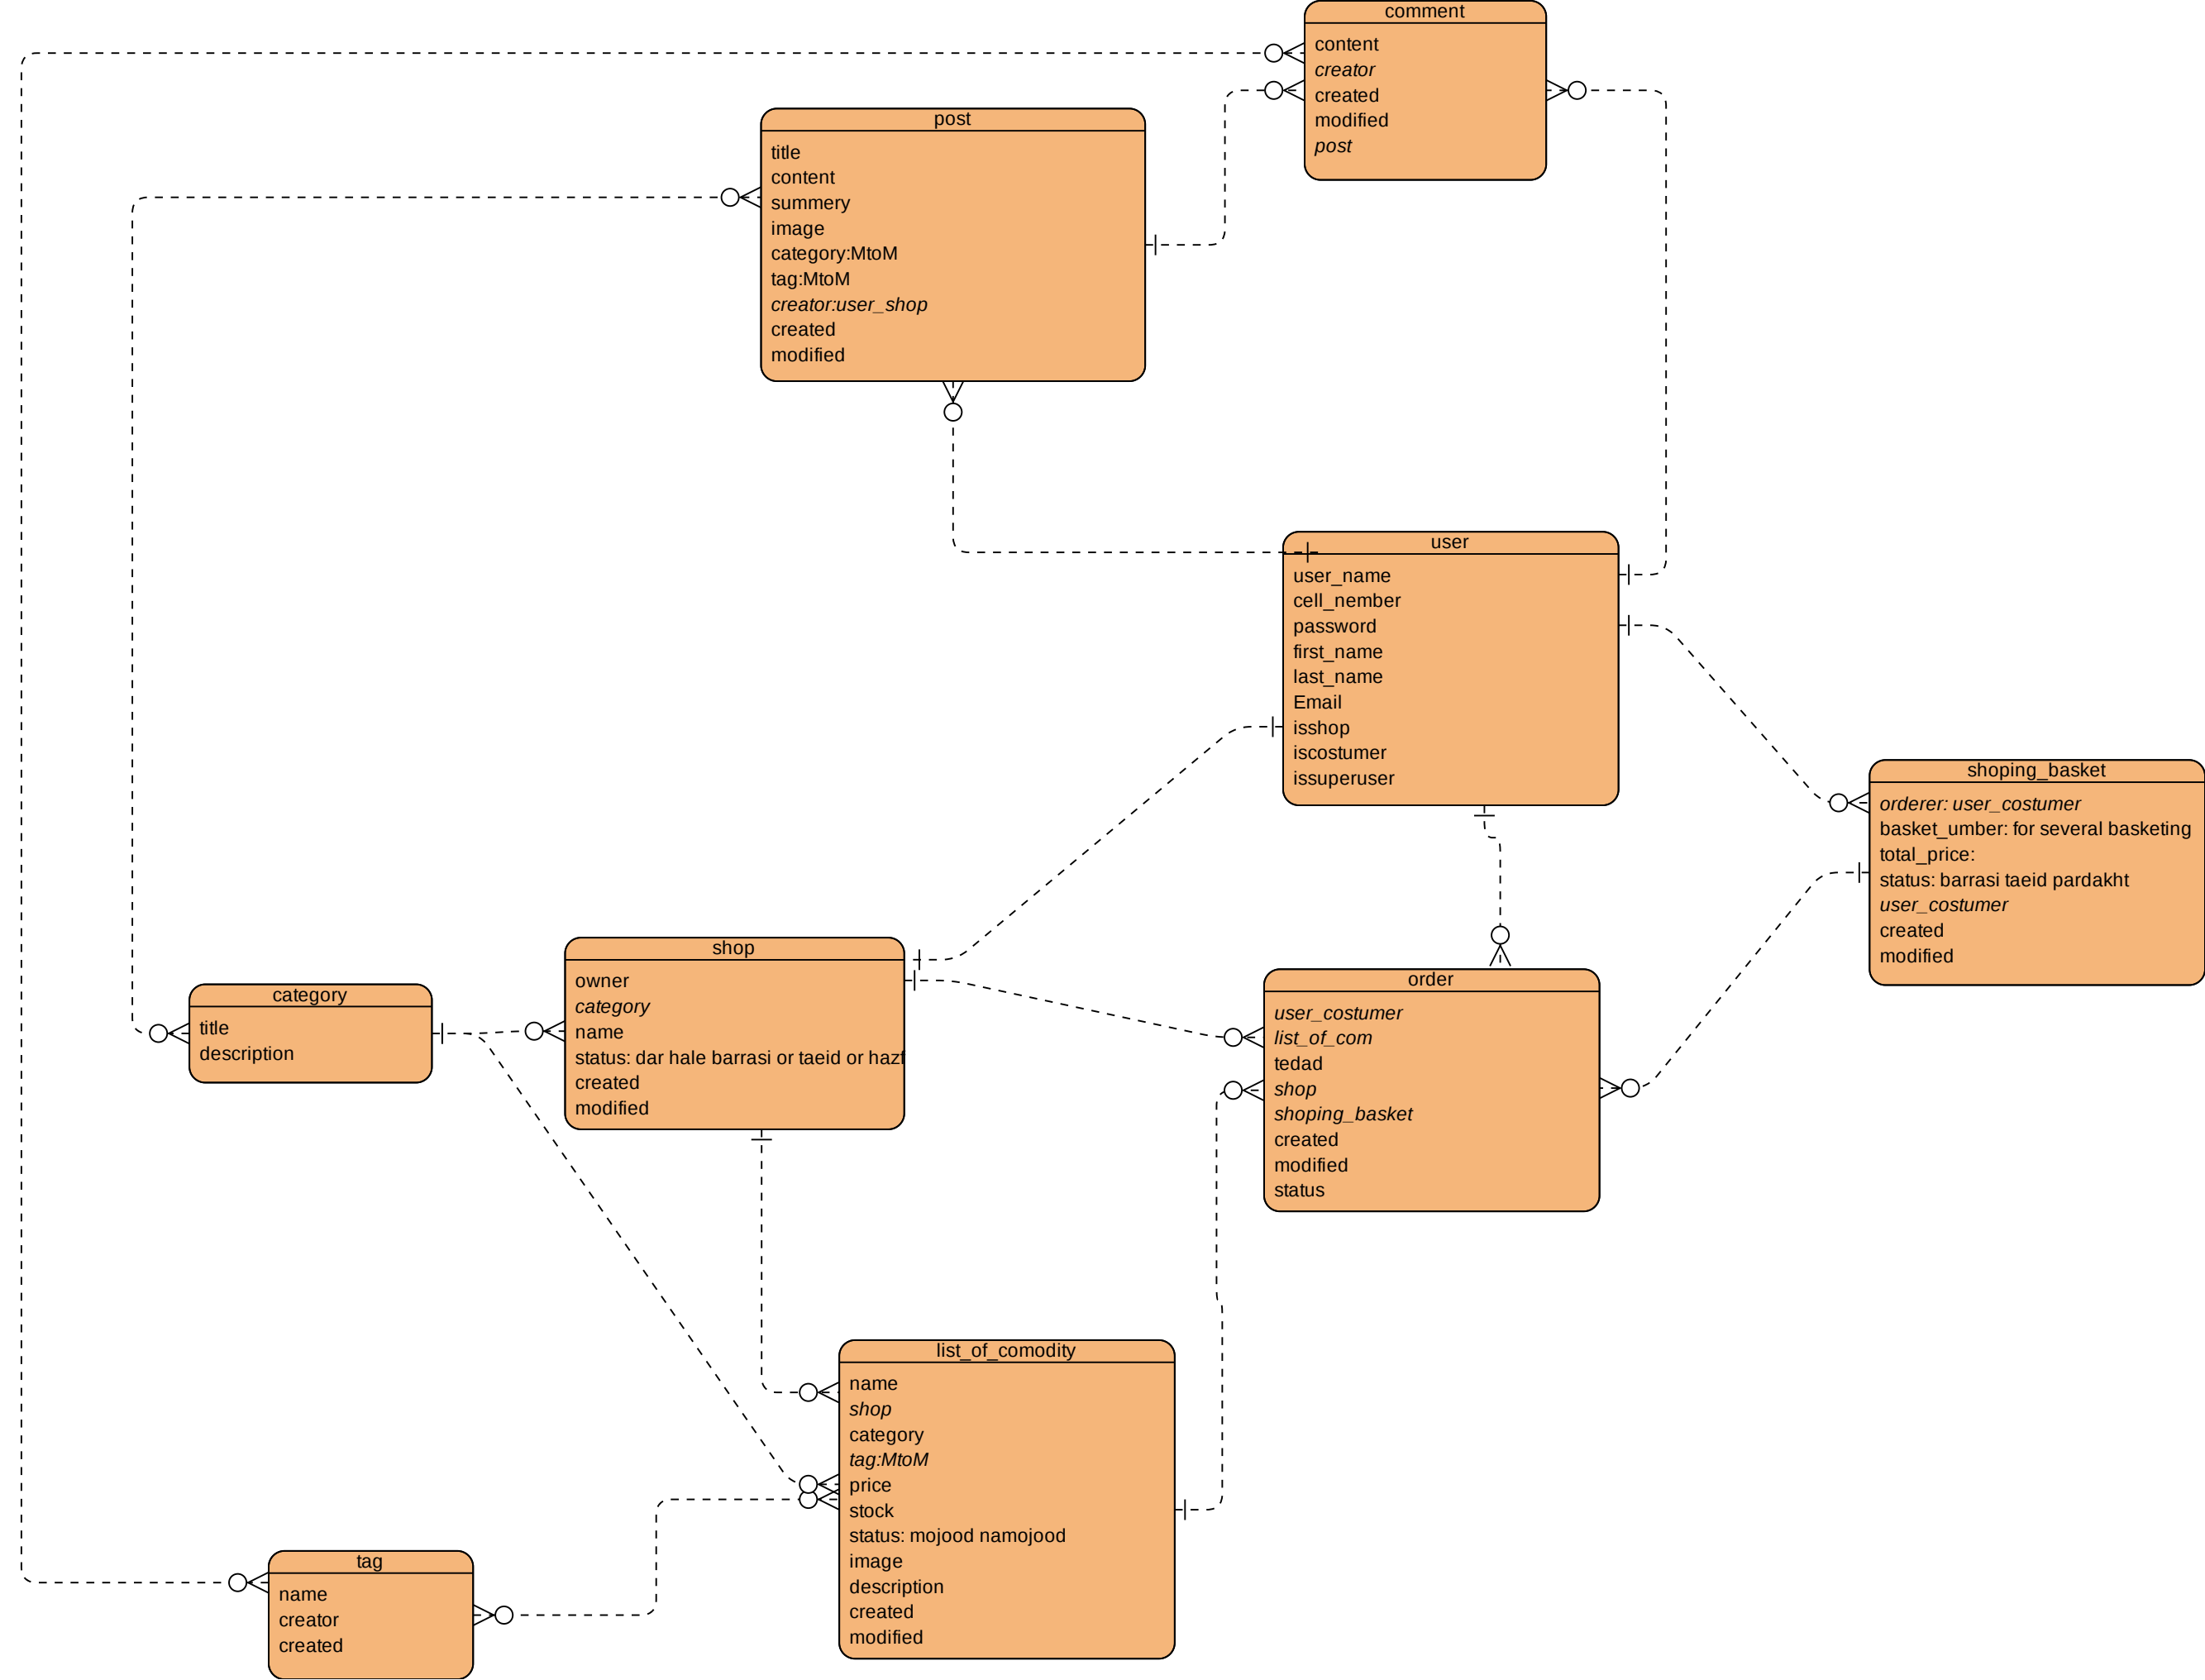 comment
content
creator
created
modified
post
post
title
content
summery
image
category:MtoM
tag:MtoM
creator:user_shop
created
modified
user
user_name
cell_nember
password
first_name
last_name
Email
isshop
iscostumer
issuperuser
shoping_basket
orderer: user_costumer
basket_umber: for several basketing
total_price:
status: barrasi taeid pardakht
user_costumer
created
modified
shop
owner
category
name
status: dar hale barrasi or taeid or hazf
created
modified
category
title
description
order
user_costumer
list_of_com
tedad
shop
shoping_basket
created
modified
status
list_of_comodity
name
shop
category
tag:MtoM
price
stock
status: mojood namojood
image
description
created
modified
tag
name
creator
created